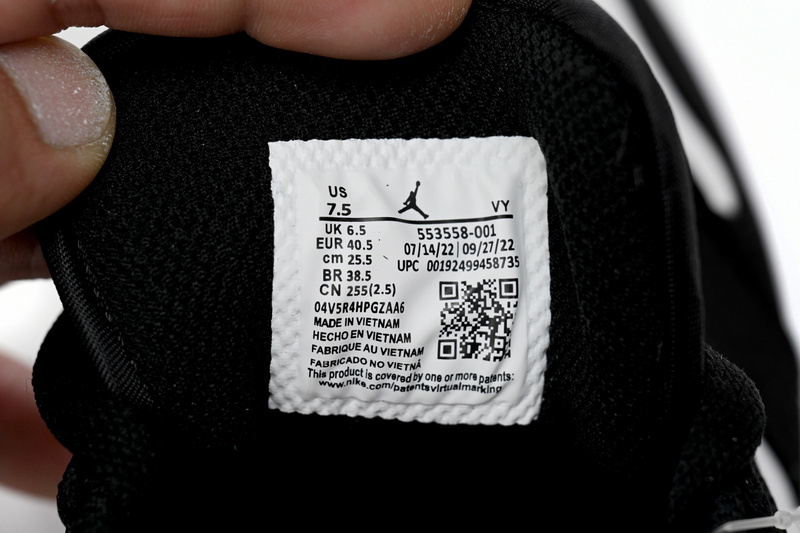 US
7.5 VY
UK 6.5
EUR 40.5
cm 25.5
BR 38.5
CN 255(2.5)
553558-001
07/14/22 | 09/27/22
UPC 00192499458735
04V5R4HPGZAA6
MADE IN VIETNAM
HECHO EN VIETNAM
FABRIQUE AU VIETNAM
FABRICADO NO VIETNÃ
This product is covered by one or more patents:
www.nike.com/patentsvirtualmarking